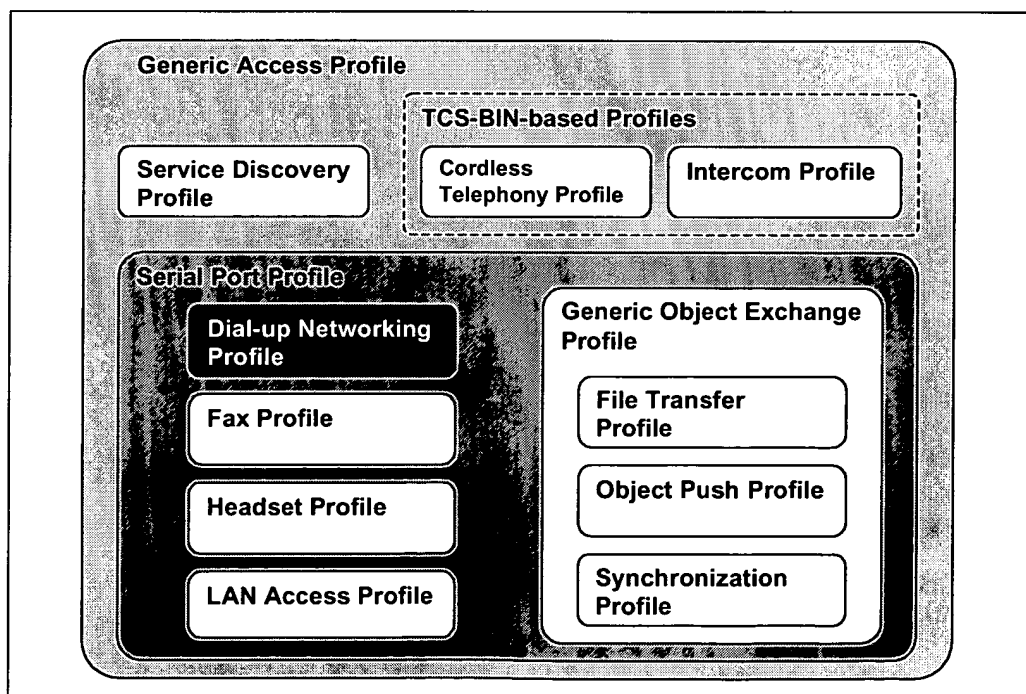 Generic Access Profile
TCS-BIN-based Profiles
Service Discovery
Profile
Cordless
Telephony Profile
Intercom Profile
Serial Port Profile
Dial-up Networking
Profile
Fax Profile
Headset Profile
LAN Access Profile
Generic Object Exchange
Profile
File Transfer
Profile
Object Push Profile
Synchronization
Profile